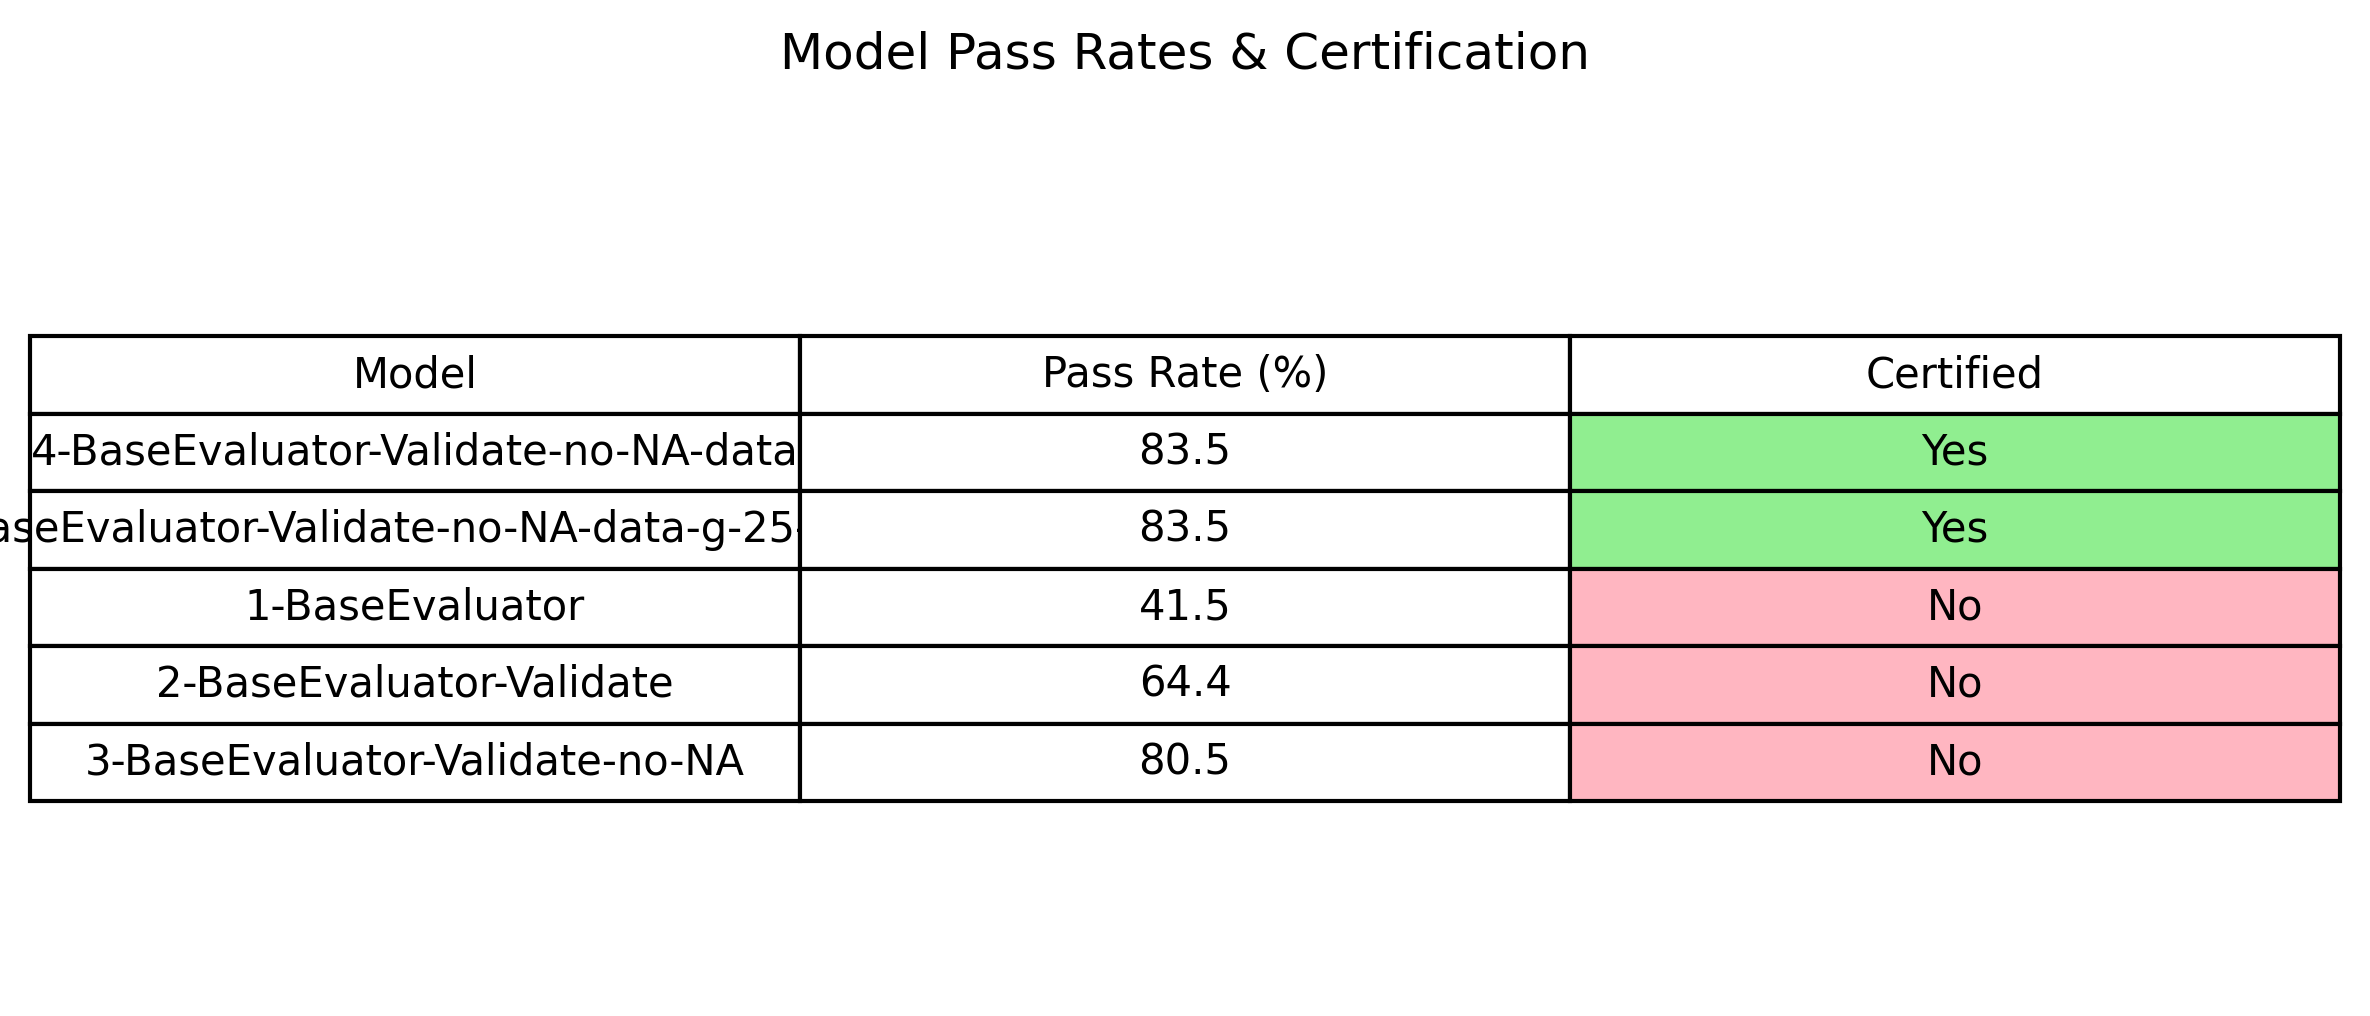 Model Pass Rates & Certification
Model Pass Rate (%) Certified
4-BaseEvaluator-Validate-no-NA-data 83.5 Yes
aseEvaluator-Validate-no-NA-data-g-25- 83.5 Yes
1-BaseEvaluator 41.5 No
2-BaseEvaluator-Validate 64.4 No
3-BaseEvaluator-Validate-no-NA 80.5 No